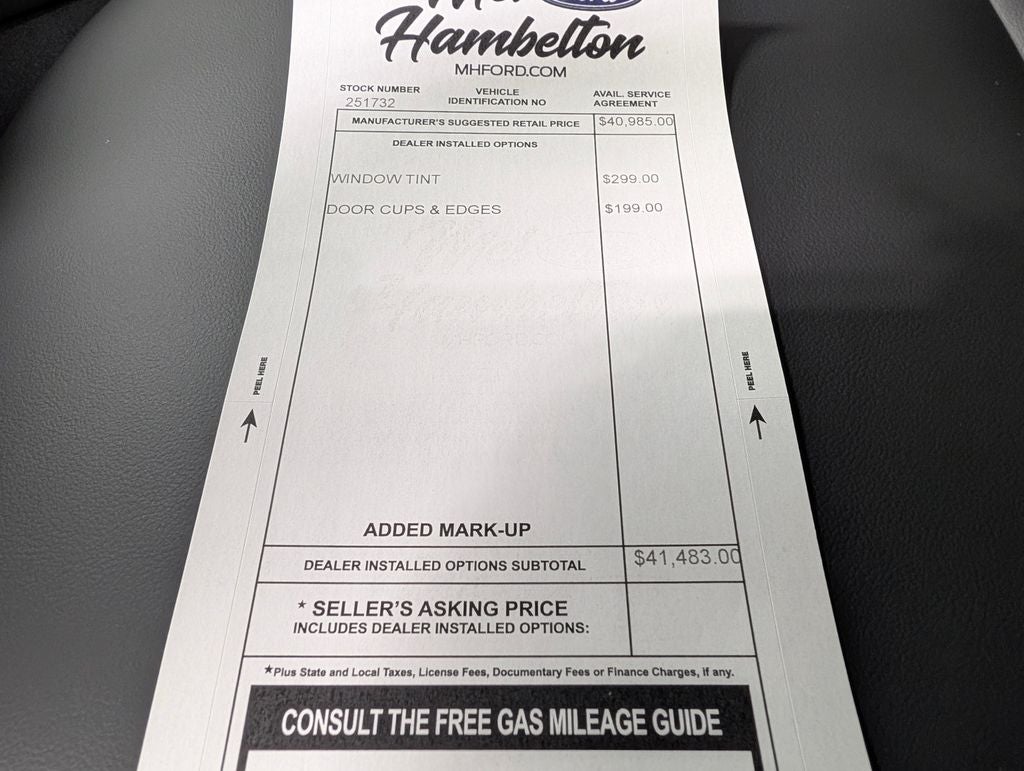 Mel
Hambelton
MHFORD.COM
STOCK NUMBER
251732
VEHICLE
IDENTIFICATION NO
AVAIL. SERVICE
AGREEMENT
MANUFACTURER'S SUGGESTED RETAIL PRICE $40,985.00
DEALER INSTALLED OPTIONS
WINDOW TINT $299.00
DOOR CUPS & EDGES $199.00
PEEL HERE
PEEL HERE
ADDED MARK-UP
DEALER INSTALLED OPTIONS SUBTOTAL $41,483.00
* SELLER'S ASKING PRICE
INCLUDES DEALER INSTALLED OPTIONS:
*Plus State and Local Taxes, License Fees, Documentary Fees or Finance Charges, if any.
CONSULT THE FREE GAS MILEAGE GUIDE